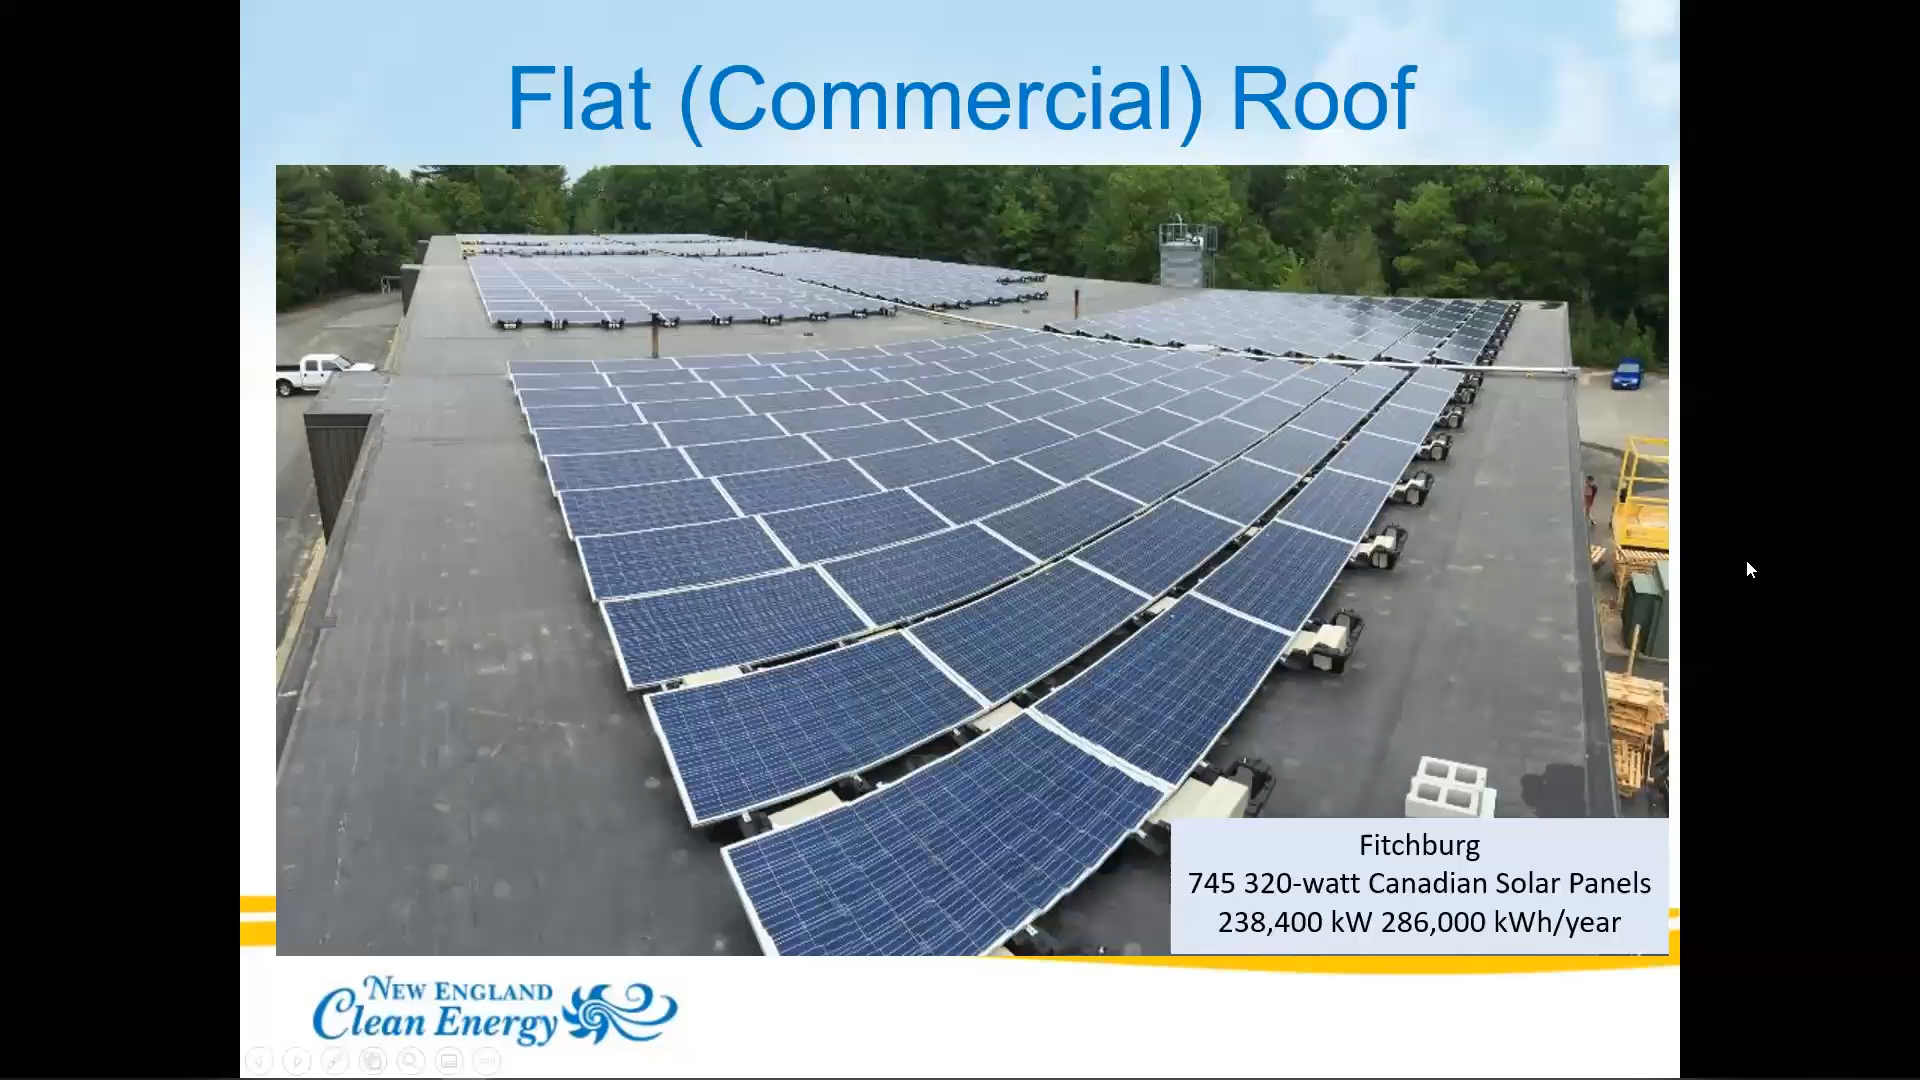 Flat (Commercial) Roof
Fitchburg
745 320-watt Canadian Solar Panels
238,400 kW 286,000 kWh/year
NEW ENGLAND
Clean Energy